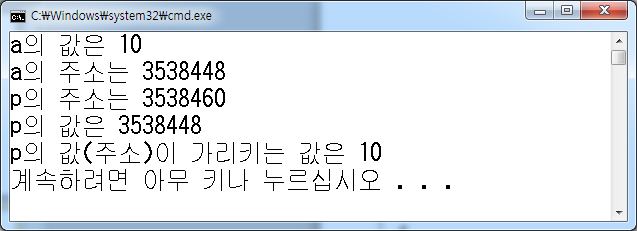 C:₩Windows₩system32₩cmd.exe
a의 값은 10
a의 주소는 3538448
p의 주소는 3538460
p의 값은 3538448
p의 값(주소)이 가리키는 값은 10
계속하려면 아무 키나 누르십시오 . . .